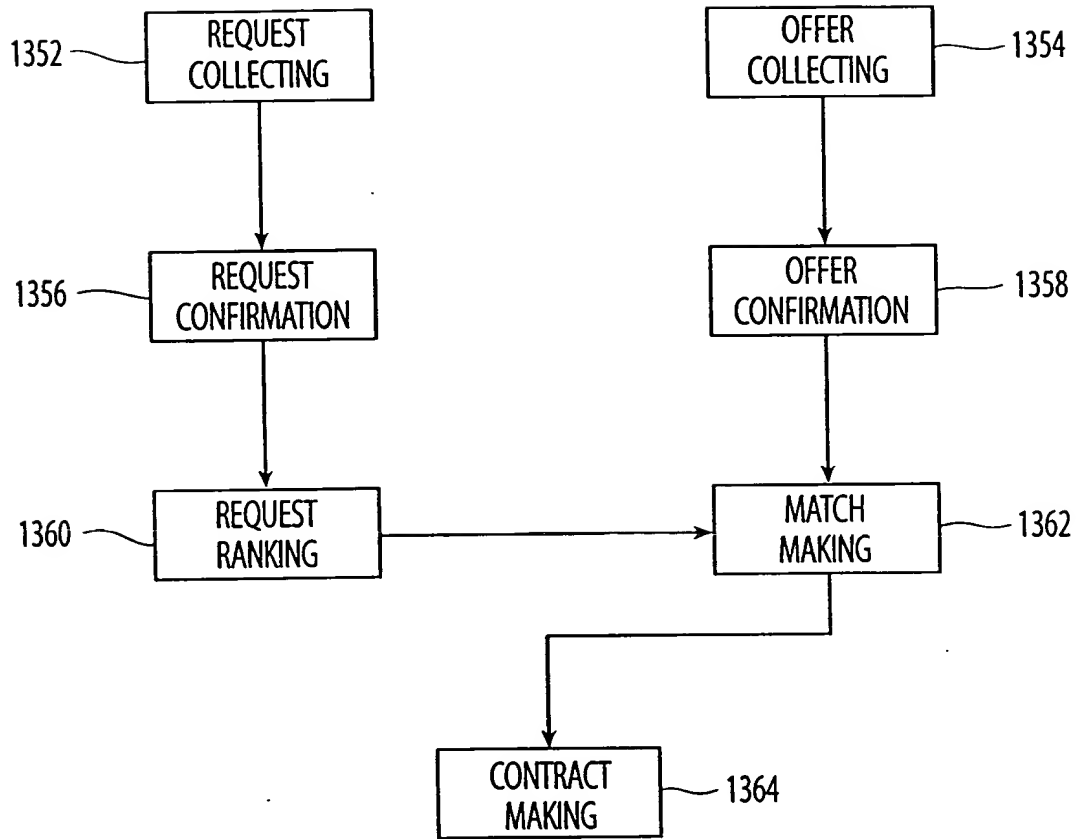 1352
REQUEST
COLLECTING
OFFER
COLLECTING
1354
1356
REQUEST
CONFIRMATION
OFFER
CONFIRMATION
1358
1360
REQUEST
RANKING
MATCH
MAKING
1362
CONTRACT
MAKING
1364